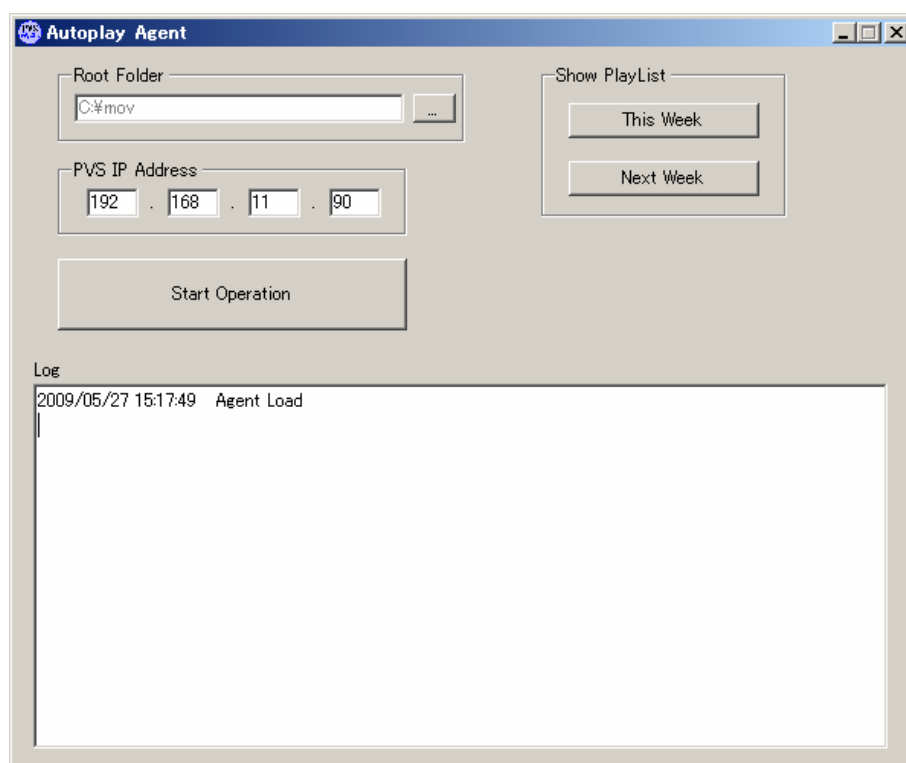 Autoplay Agent
Root Folder
C:¥mov
...
Show PlayList
This Week
Next Week
PVS IP Address
192 . 168 . 11 . 90
Start Operation
Log
2009/05/27 15:17:49 Agent Load